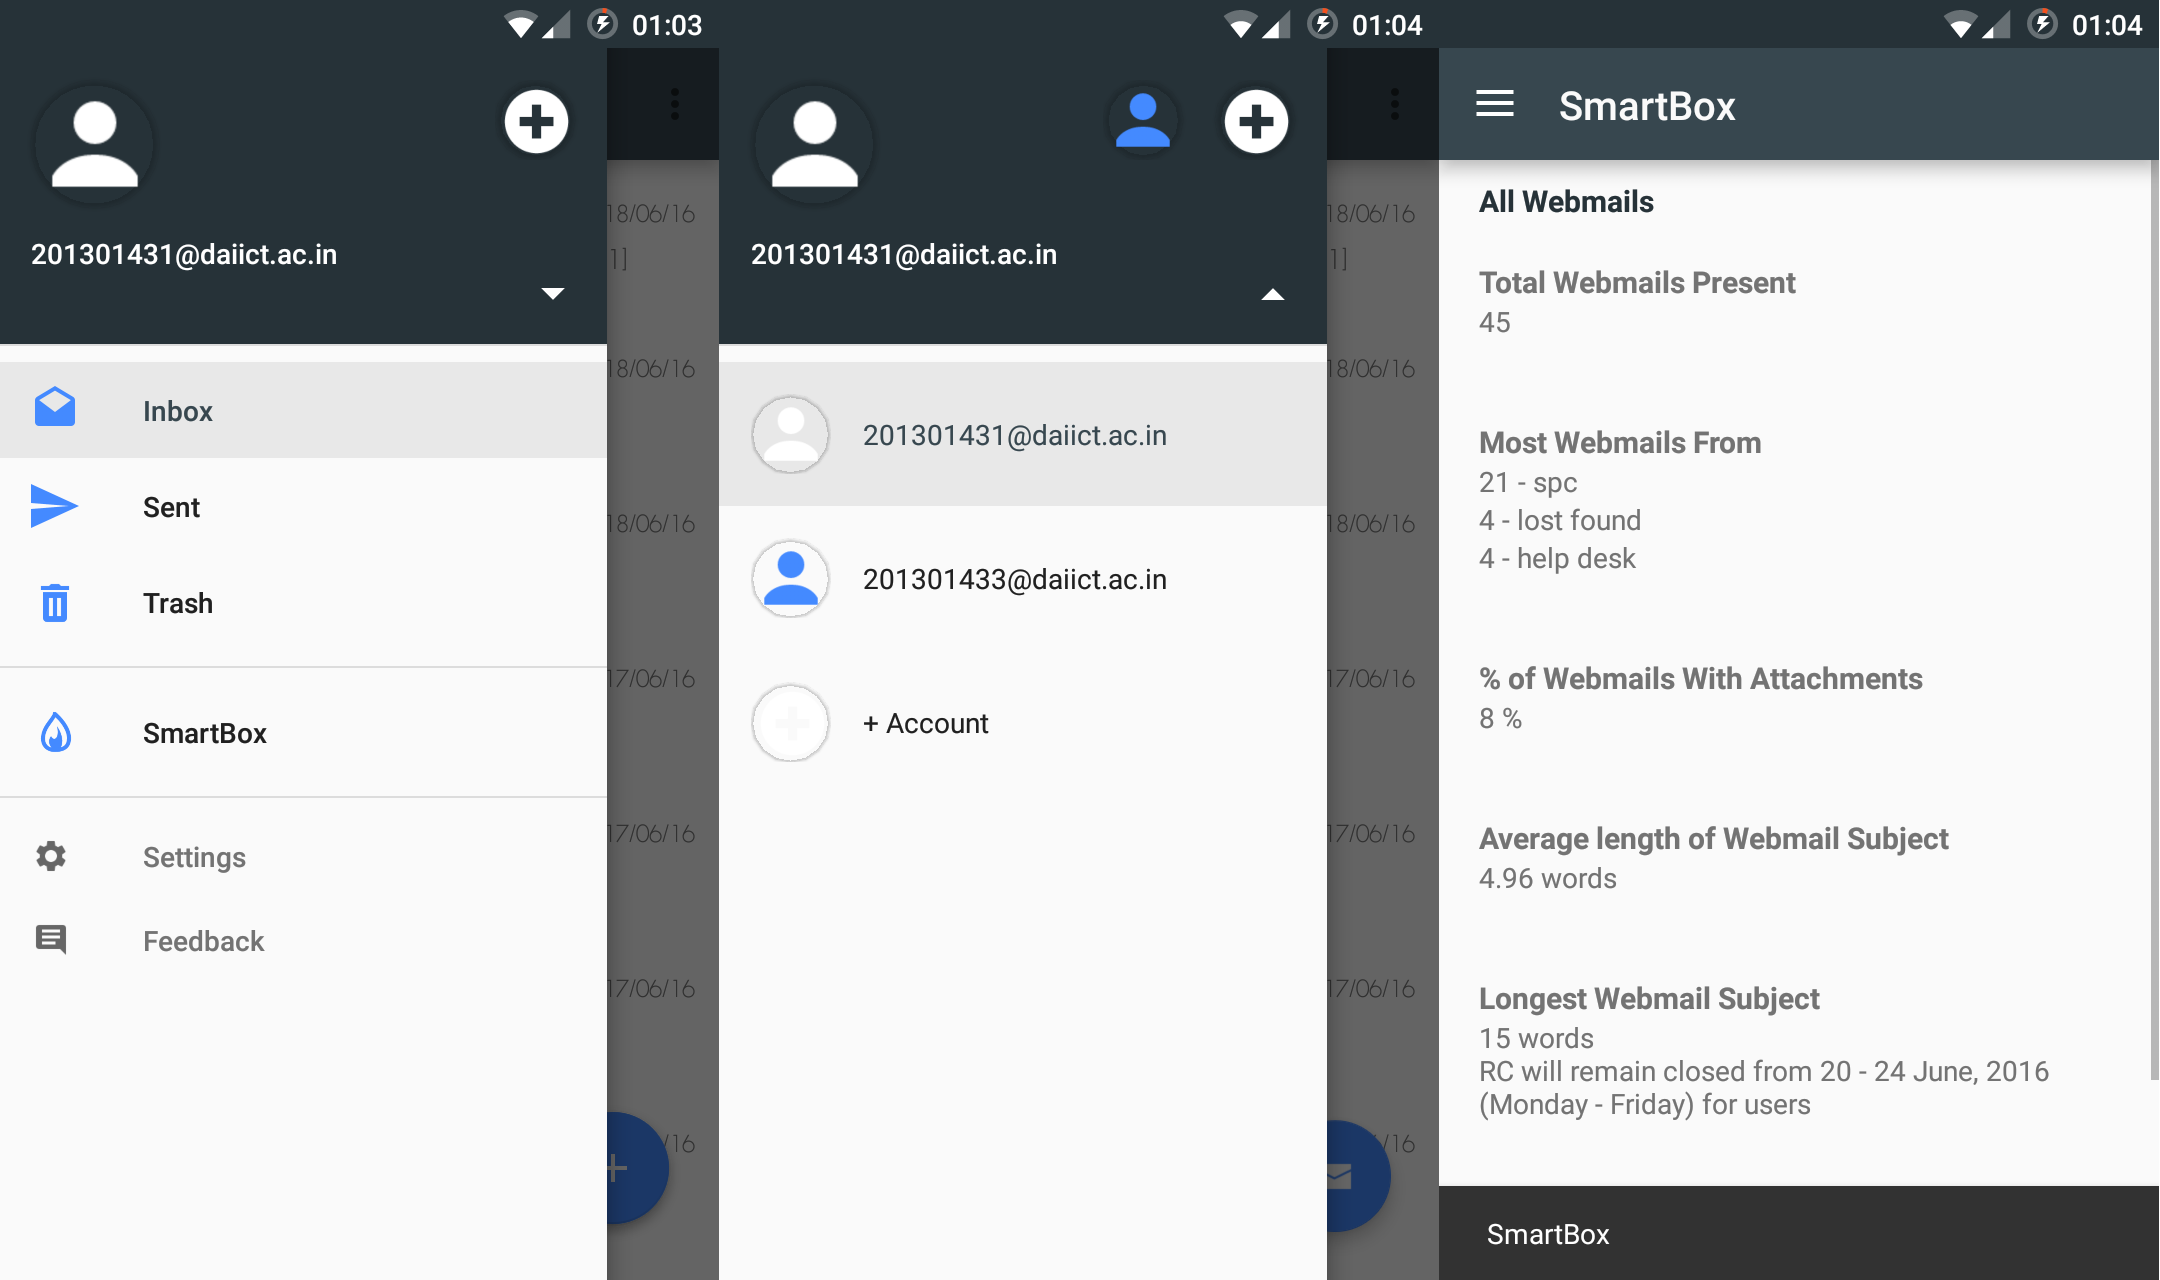 01:03
201301431@daiict.ac.in
Inbox
Sent
Trash
SmartBox
Settings
Feedback
18/06/16
1]
18/06/16
18/06/16
17/06/16
17/06/16
17/06/16
/16
01:04
201301431@daiict.ac.in
201301431@daiict.ac.in
201301433@daiict.ac.in
+ Account
18/06/16
1]
18/06/16
18/06/16
17/06/16
17/06/16
17/06/16
/16
01:04
SmartBox
All Webmails
Total Webmails Present
45
Most Webmails From
21 - spc
4 - lost found
4 - help desk
% of Webmails With Attachments
8 %
Average length of Webmail Subject
4.96 words
Longest Webmail Subject
15 words
RC will remain closed from 20 - 24 June, 2016
(Monday - Friday) for users
SmartBox